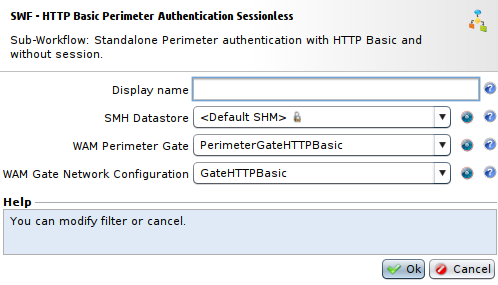 SWF - HTTP Basic Perimeter Authentication Sessionless
Sub-Workflow: Standalone Perimeter authentication with HTTP Basic and
without session.
Display name
SMH Datastore <Default SHM>
WAM Perimeter Gate PerimeterGateHTTPBasic
WAM Gate Network Configuration GateHTTPBasic
Help
You can modify filter or cancel.
Ok Cancel